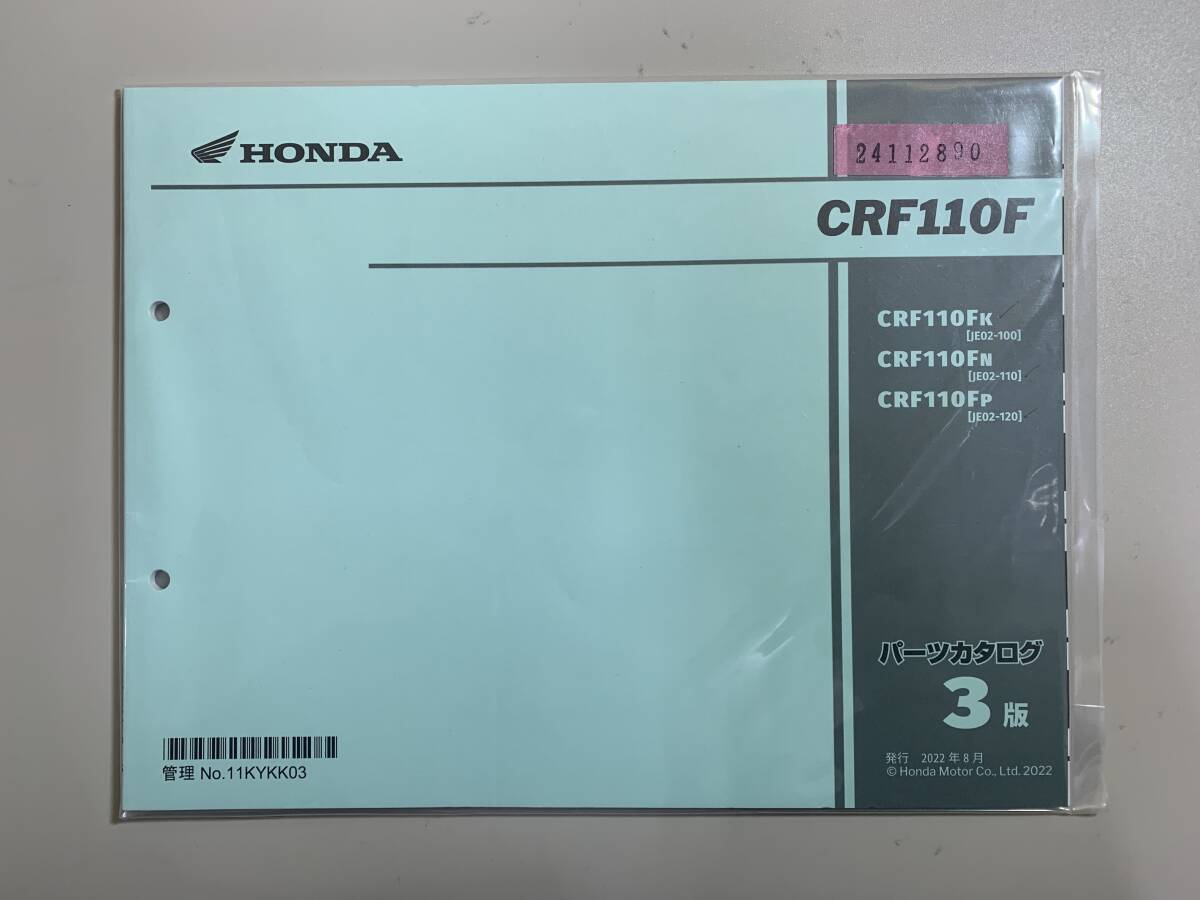 HONDA
24112890
CRF110F
CRF110FK
[JE02-100]
CRF110FN
[JE02-110]
CRF110FP
[JE02-120]
パーツカタログ
3版
発行 2022年8月
© Honda Motor Co., Ltd. 2022
管理 No.11KYKK03